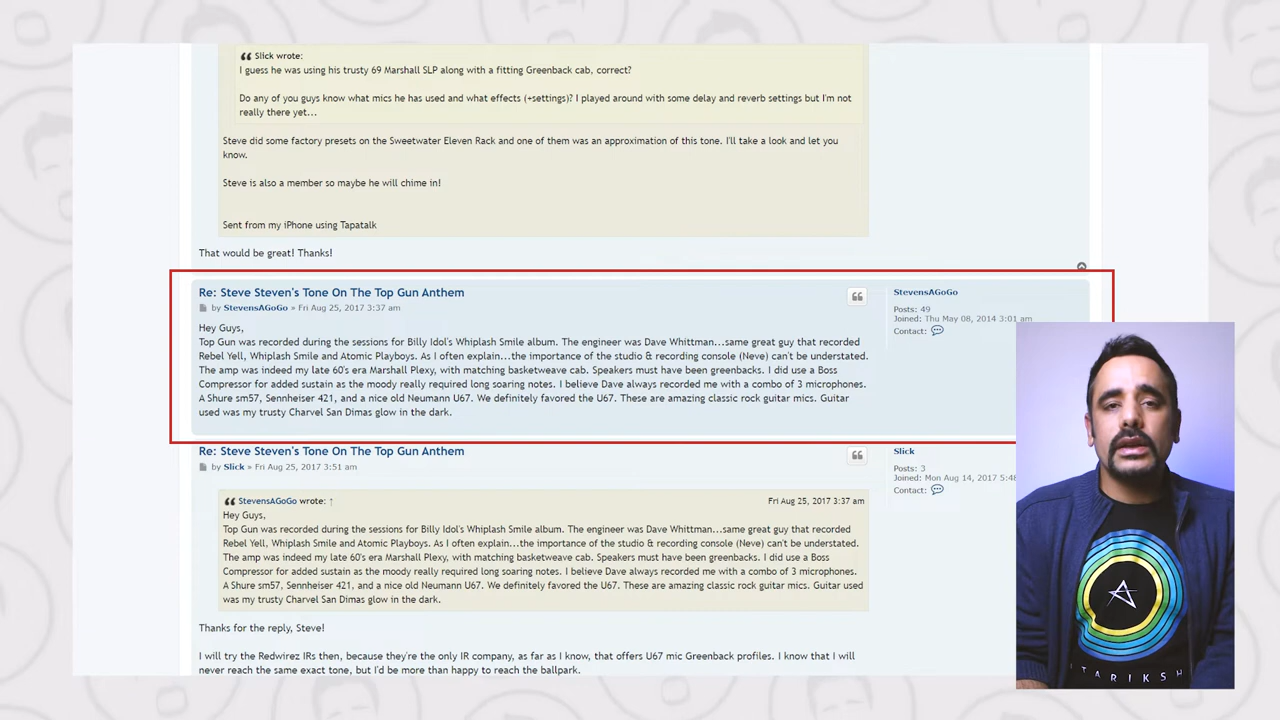 Slick wrote:
I guess he was using his trusty 69 Marshall SLP along with a fitting Greenback cab, correct?
Do any of you guys know what mics he has used and what effects (+settings)? I played around with some delay and reverb settings but I'm not
really there yet...
Steve did some factory presets on the Sweetwater Eleven Rack and one of them was an approximation of this tone. I'll take a look and let you
know.
Steve is also a member so maybe he will chime in!
Sent from my iPhone using Tapatalk
That would be great! Thanks!
Re: Steve Steven's Tone On The Top Gun Anthem
by StevensAGoGo » Fri Aug 25, 2017 3:37 am
Hey Guys,
Top Gun was recorded during the sessions for Billy Idol's Whiplash Smile album. The engineer was Dave Whittman...same great guy that recorded
Rebel Yell, Whiplash Smile and Atomic Playboys. As I often explain...the importance of the studio & recording console (Neve) can't be understated.
The amp was indeed my late 60's era Marshall Plexy, with matching basketweave cab. Speakers must have been greenbacks. I did use a Boss
Compressor for added sustain as the moody really required long soaring notes. I believe Dave always recorded me with a combo of 3 microphones.
A Shure sm57, Sennheiser 421, and a nice old Neumann U67. We definitely favored the U67. These are amazing classic rock guitar mics. Guitar
used was my trusty Charvel San Dimas glow in the dark.
StevensAGoGo
Posts: 49
Joined: Thu May 08, 2014 3:01 am
Contact:
Re: Steve Steven's Tone On The Top Gun Anthem
by Slick » Fri Aug 25, 2017 3:51 am
Slick
Posts: 3
Joined: Mon Aug 14, 2017 5:48
Contact:
StevensAGoGo wrote: ↑ Fri Aug 25, 2017 3:37 am
Hey Guys,
Top Gun was recorded during the sessions for Billy Idol's Whiplash Smile album. The engineer was Dave Whittman...same great guy that recorded
Rebel Yell, Whiplash Smile and Atomic Playboys. As I often explain...the importance of the studio & recording console (Neve) can't be understated.
The amp was indeed my late 60's era Marshall Plexy, with matching basketweave cab. Speakers must have been greenbacks. I did use a Boss
Compressor for added sustain as the moody really required long soaring notes. I believe Dave always recorded me with a combo of 3 microphones.
A Shure sm57, Sennheiser 421, and a nice old Neumann U67. We definitely favored the U67. These are amazing classic rock guitar mics. Guitar used
was my trusty Charvel San Dimas glow in the dark.
Thanks for the reply, Steve!
I will try the Redwirez IRs then, because they're the only IR company, as far as I know, that offers U67 mic Greenback profiles. I know that I will
never reach the same exact tone, but I'd be more than happy to reach the ballpark.
TARIKSH